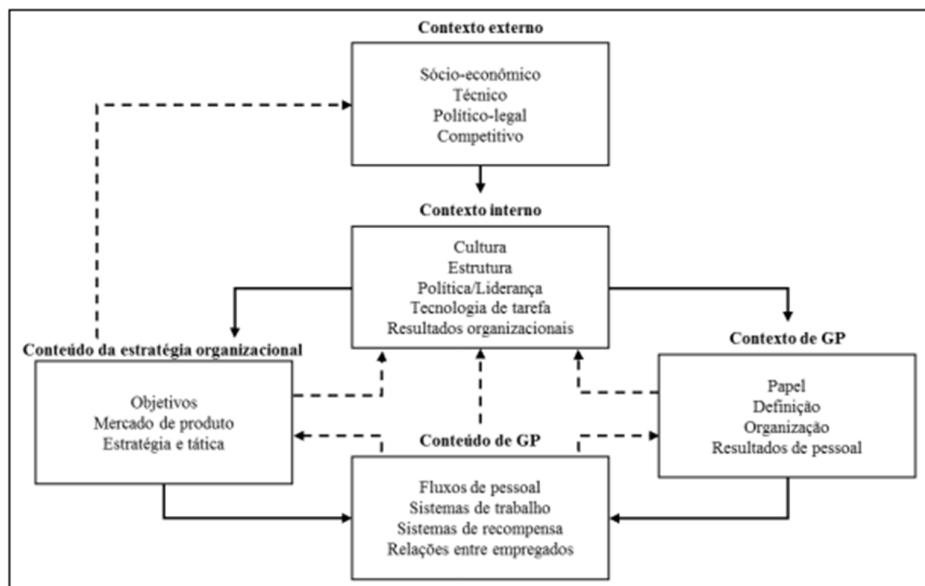 Contexto externo
Sócio-econômico
Técnico
Político-legal
Competitivo
Contexto interno
Cultura
Estrutura
Política/Liderança
Tecnologia de tarefa
Resultados organizacionais
Conteúdo da estratégia organizacional
Objetivos
Mercado de produto
Estratégia e tática
Contexto de GP
Papel
Definição
Organização
Resultados de pessoal
Conteúdo de GP
Fluxos de pessoal
Sistemas de trabalho
Sistemas de recompensa
Relações entre empregados